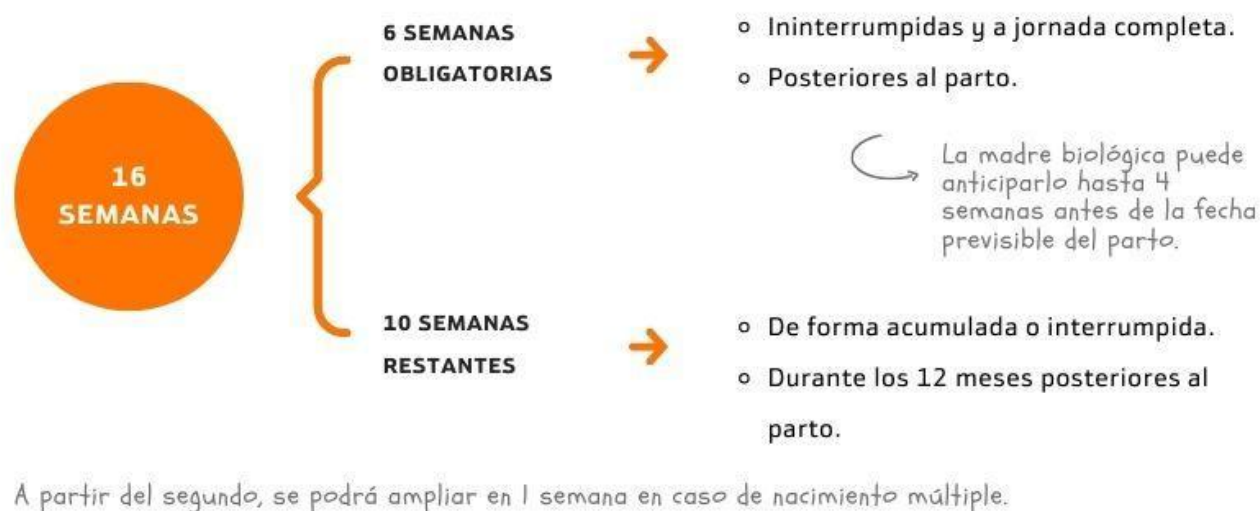 16
SEMANAS
6 SEMANAS
OBLIGATORIAS
Ininterrumpidas y a jornada completa.
Posteriores al parto.
La madre biológica puede
anticiparlo hasta 4
semanas antes de la fecha
previsible del parto.
10 SEMANAS
RESTANTES
De forma acumulada o interrumpida.
Durante los 12 meses posteriores al
parto.
A partir del segundo, se podrá ampliar en 1 semana en caso de nacimiento múltiple.